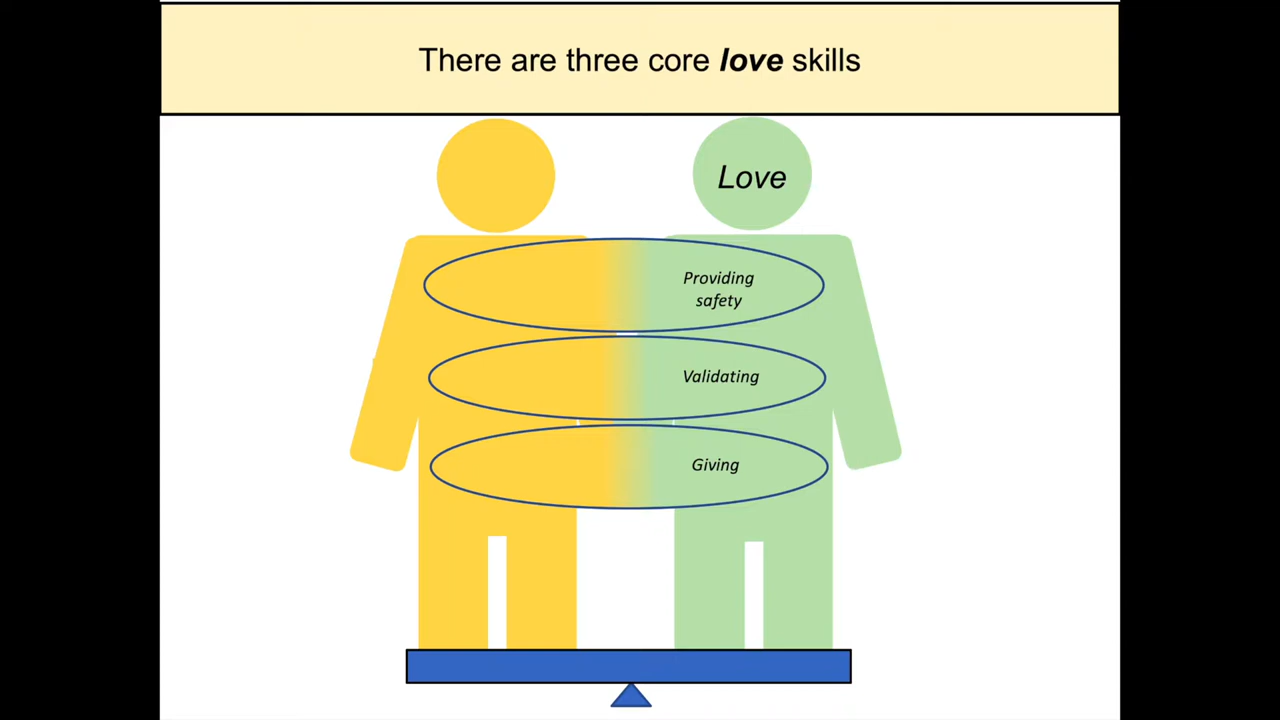 There are three core love skills
Love
Providing
safety
Validating
Giving